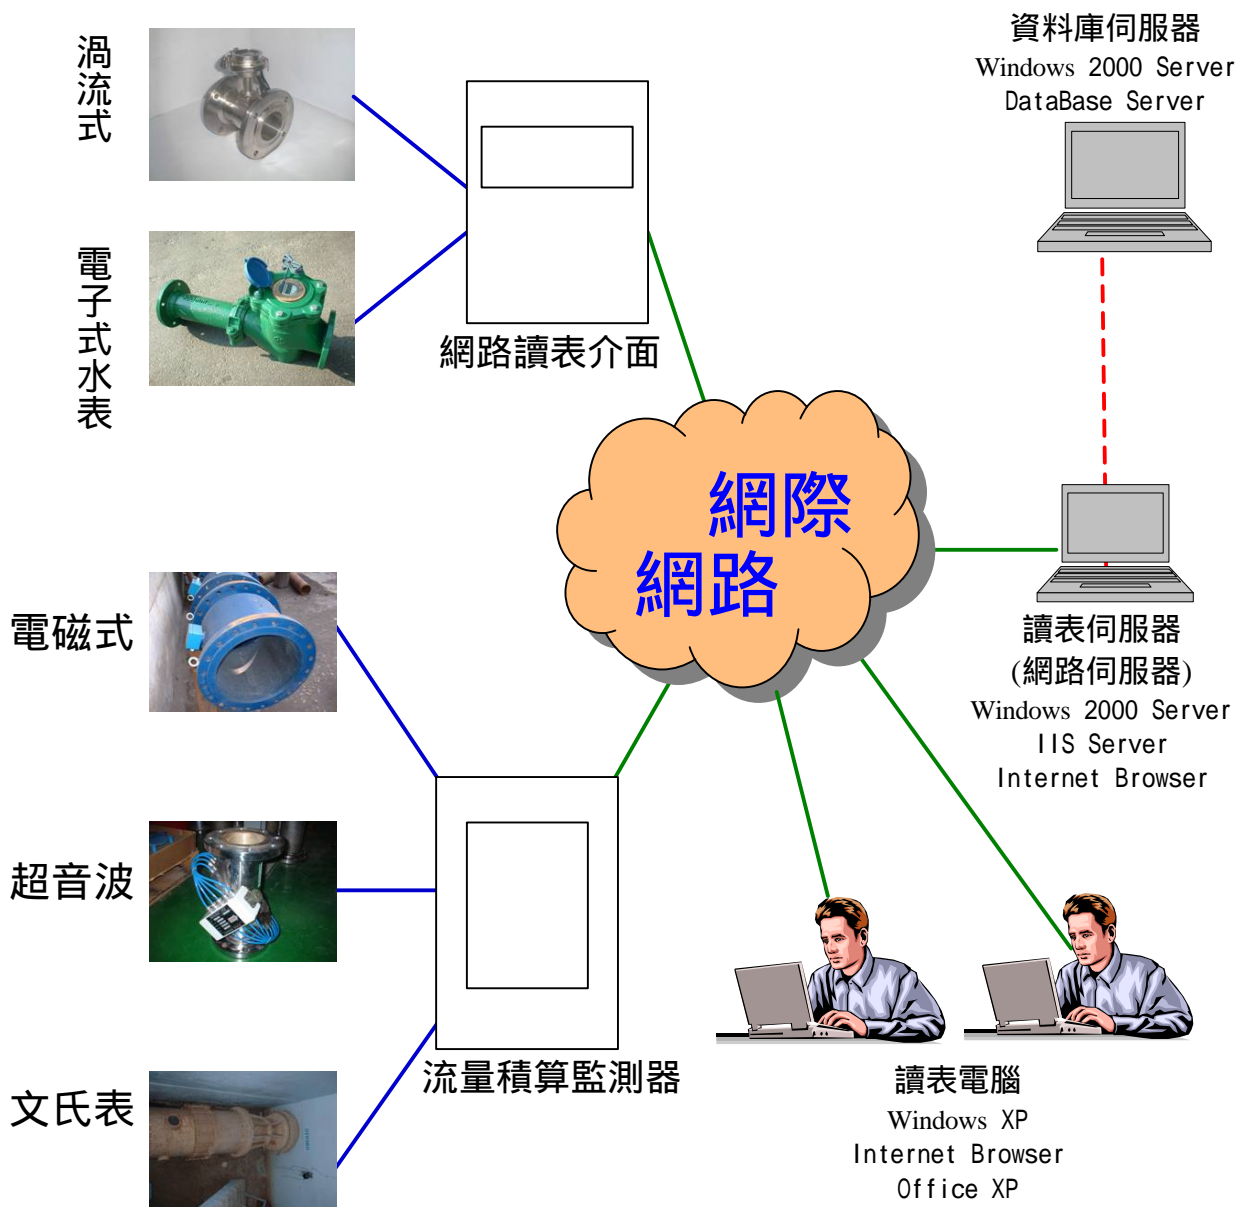 渦流式
電子式水表
網路讀表介面
資料庫伺服器
Windows 2000 Server
DataBase Server
網際
網路
讀表伺服器
(網路伺服器)
Windows 2000 Server
IIS Server
Internet Browser
電磁式
超音波
文氏表
流量積算監測器
讀表電腦
Windows XP
Internet Browser
Office XP